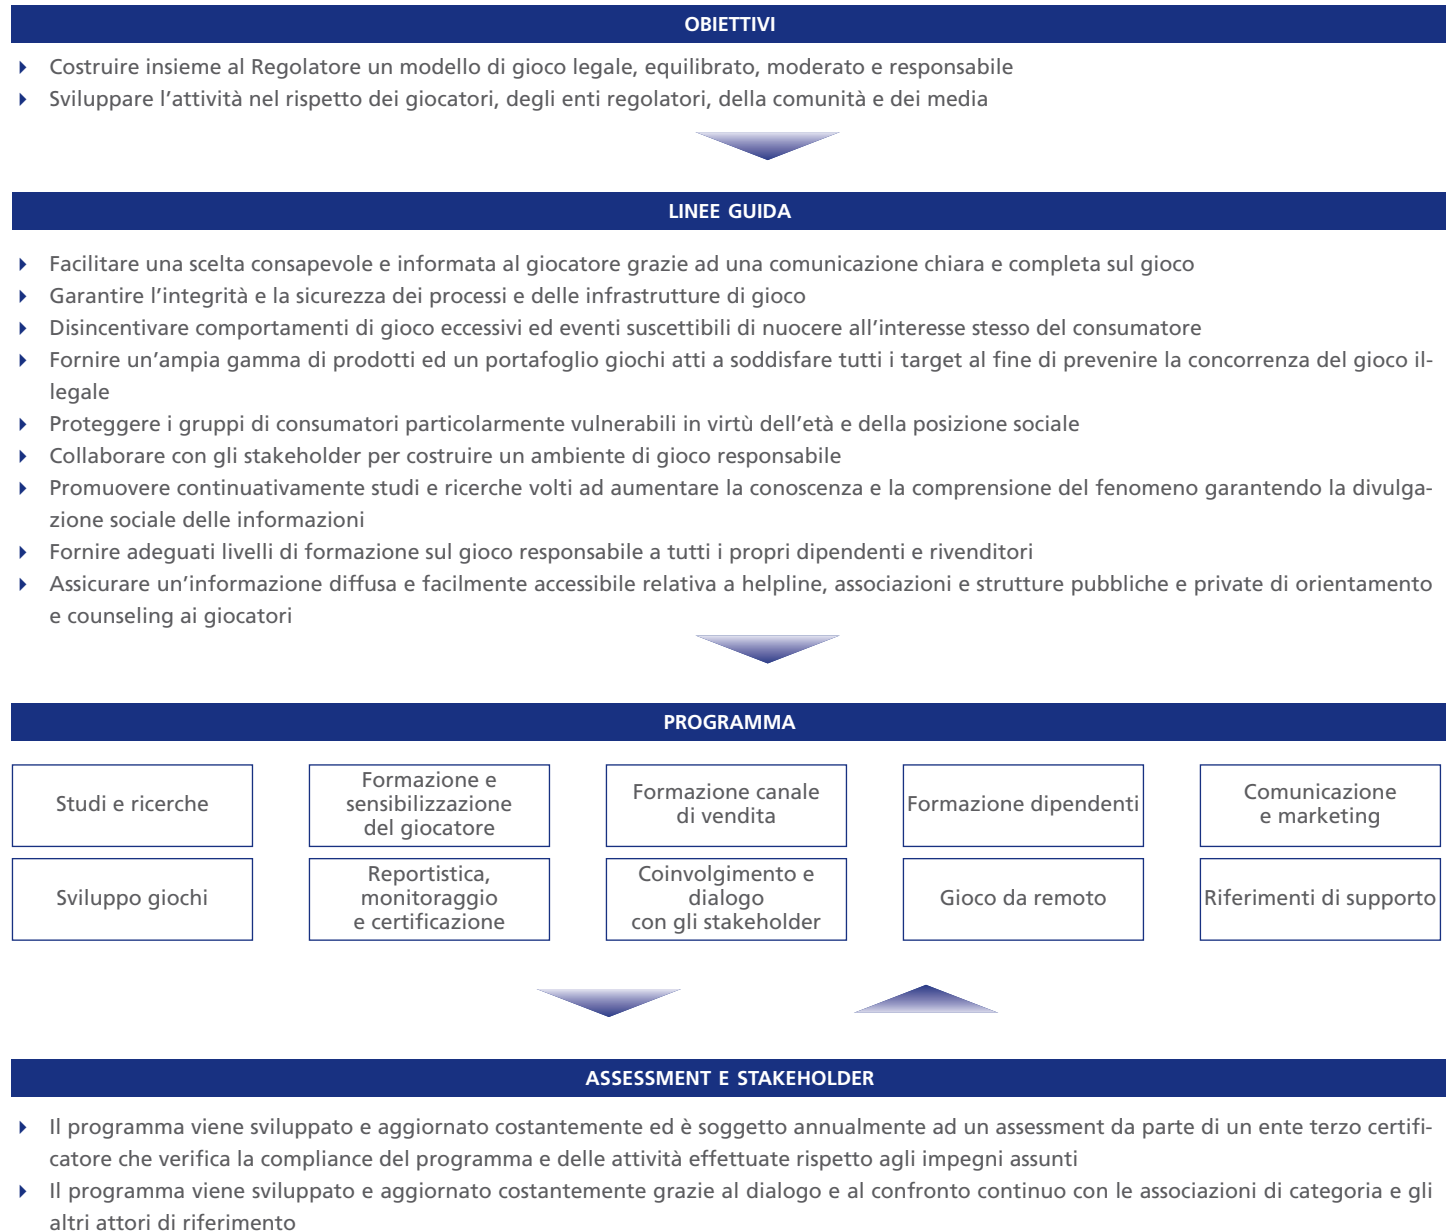 OBIETTIVI
Costruire insieme al Regolatore un modello di gioco legale, equilibrato, moderato e responsabile
Sviluppare l’attività nel rispetto dei giocatori, degli enti regolatori, della comunità e dei media
LINEE GUIDA
Facilitare una scelta consapevole e informata al giocatore grazie ad una comunicazione chiara e completa sul gioco
Garantire l’integrità e la sicurezza dei processi e delle infrastrutture di gioco
Disincentivare comportamenti di gioco eccessivi ed eventi suscettibili di nuocere all’interesse stesso del consumatore
Fornire un’ampia gamma di prodotti ed un portafoglio giochi atti a soddisfare tutti i target al fine di prevenire la concorrenza del gioco il-
legale
Proteggere i gruppi di consumatori particolarmente vulnerabili in virtù dell’età e della posizione sociale
Collaborare con gli stakeholder per costruire un ambiente di gioco responsabile
Promuovere continuativamente studi e ricerche volti ad aumentare la conoscenza e la comprensione del fenomeno garantendo la divulga-
zione sociale delle informazioni
Fornire adeguati livelli di formazione sul gioco responsabile a tutti i propri dipendenti e rivenditori
Assicurare un’informazione diffusa e facilmente accessibile relativa a helpline, associazioni e strutture pubbliche e private di orientamento
e counseling ai giocatori
PROGRAMMA
Studi e ricerche
Formazione e
sensibilizzazione
del giocatore
Formazione canale
di vendita
Formazione dipendenti
Comunicazione
e marketing
Sviluppo giochi
Reportistica,
monitoraggio
e certificazione
Coinvolgimento e
dialogo
con gli stakeholder
Gioco da remoto
Riferimenti di supporto
ASSESSMENT E STAKEHOLDER
Il programma viene sviluppato e aggiornato costantemente ed è soggetto annualmente ad un assessment da parte di un ente terzo certifi-
catore che verifica la compliance del programma e delle attività effettuate rispetto agli impegni assunti
Il programma viene sviluppato e aggiornato costantemente grazie al dialogo e al confronto continuo con le associazioni di categoria e gli
altri attori di riferimento